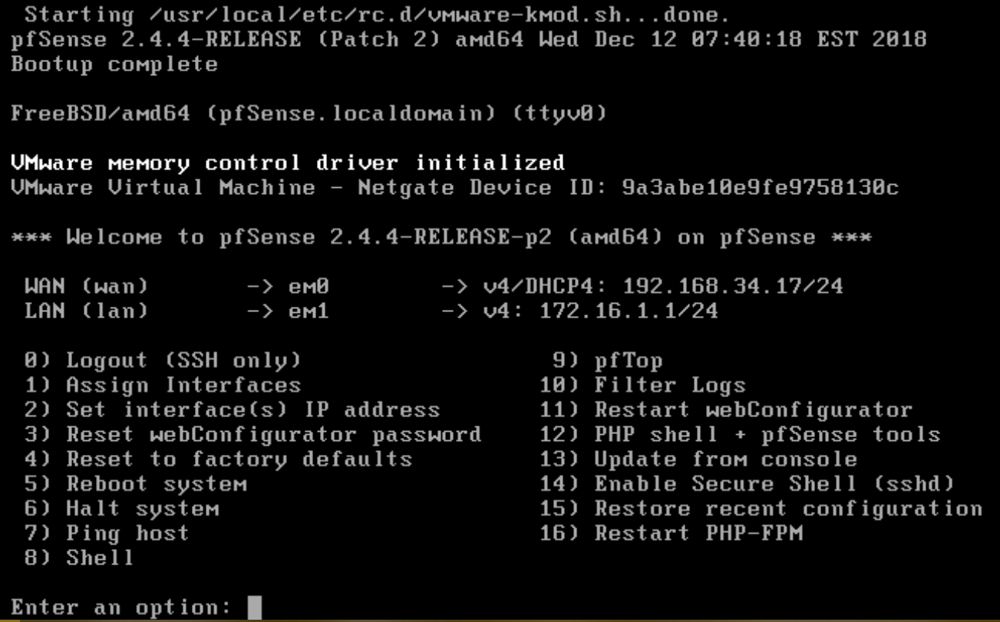 Starting /usr/local/etc/rc.d/vmware-kmod.sh...done.
pfSense 2.4.4-RELEASE (Patch 2) amd64 Wed Dec 12 07:40:18 EST 2018
Bootup complete
FreeBSD/amd64 (pfSense.localdomain) (ttyv0)
VMware memory control driver initialized
VMware Virtual Machine - Netgate Device ID: 9a3abe10e9fe9758130c
*** Welcome to pfSense 2.4.4-RELEASE-p2 (amd64) on pfSense ***
WAN (wan) -> em0 -> v4/DHCP4: 192.168.34.17/24
LAN (lan) -> em1 -> v4: 172.16.1.1/24
0) Logout (SSH only) 9) pfTop
1) Assign Interfaces 10) Filter Logs
2) Set interface(s) IP address 11) Restart webConfigurator
3) Reset webConfigurator password 12) PHP shell + pfSense tools
4) Reset to factory defaults 13) Update from console
5) Reboot system 14) Enable Secure Shell (sshd)
6) Halt system 15) Restore recent configuration
7) Ping host 16) Restart PHP-FPM
8) Shell
Enter an option: